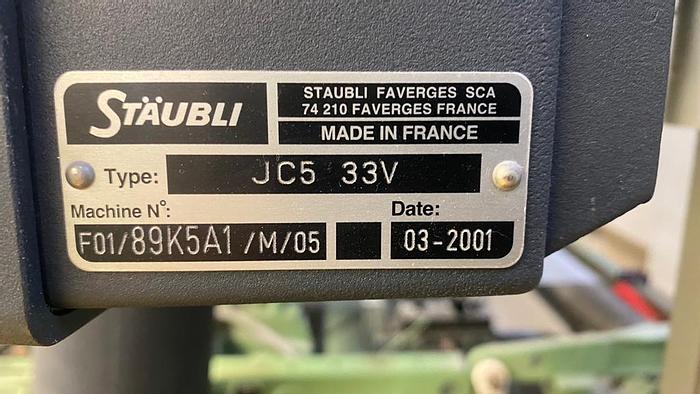 STÄUBLI
STAUBLI FAVERGES SCA
74 210 FAVERGES FRANCE
MADE IN FRANCE
Type: JC5 33V
Machine N°: Date:
F01/89K5A1/M/05 03-2001